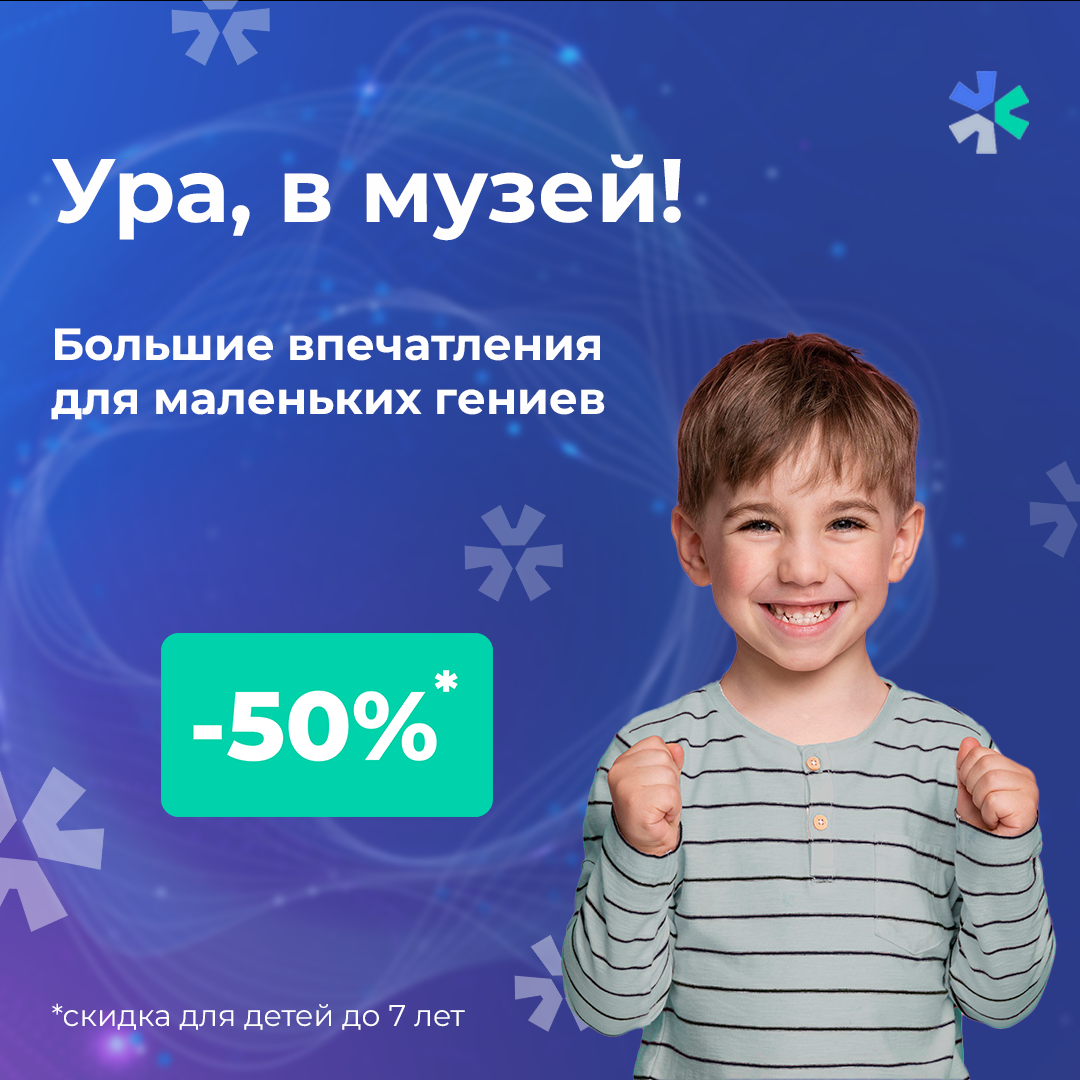 Ура, в музей!
Большие впечатления
для маленьких гениев
-50%*
*скидка для детей до 7 лет